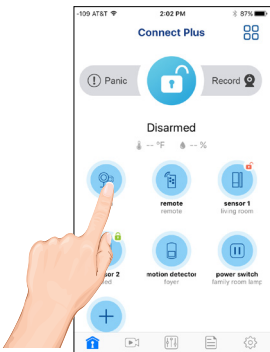 -109 AT&T 2:02 PM 87%
Connect Plus
Panic Record
Disarmed
-- °F -- %
remote sensor 1
remote living room
sor 2 motion detector power switch
foyer family room lamp